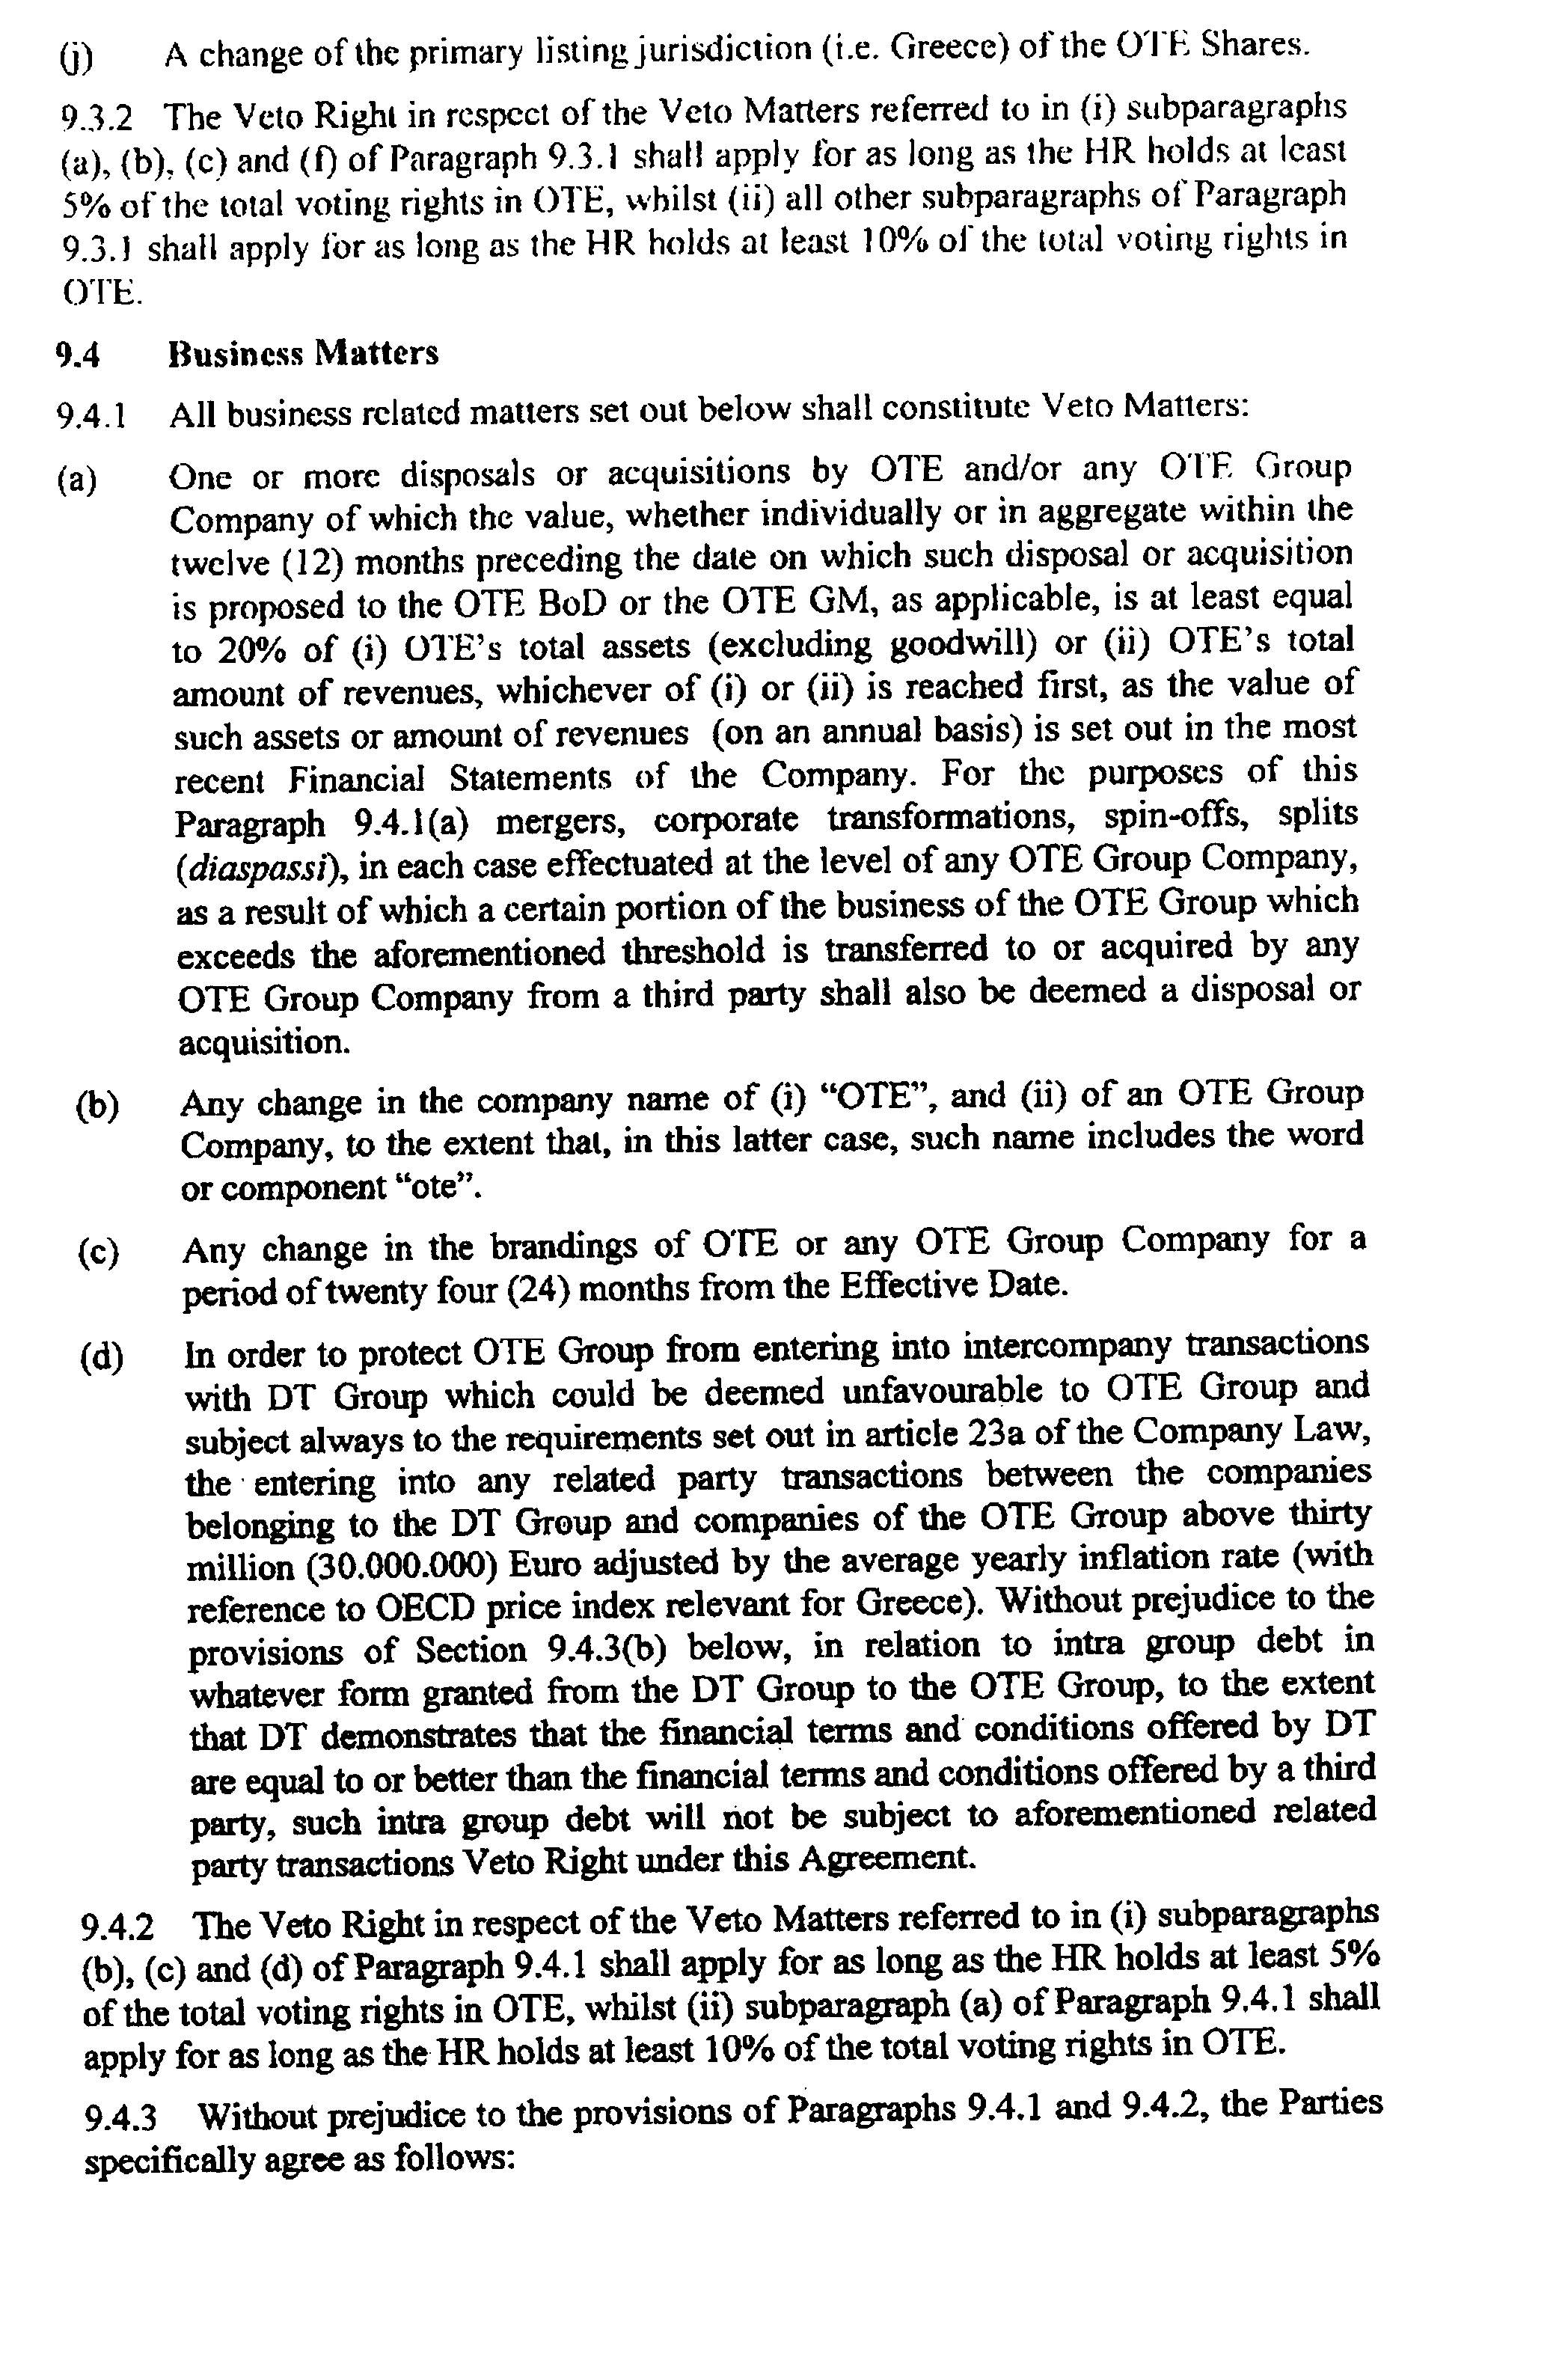 (j) A change of the primary listing jurisdiction (i.e. Greece) of the OTE Shares.
9.3.2 The Veto Right in respect of the Veto Matters referred to in (i) subparagraphs
(a), (b), (c) and (f) of Paragraph 9.3.1 shall apply for as long as the HR holds at least
5% of the total voting rights in OTE, whilst (ii) all other subparagraphs of Paragraph
9.3.1 shall apply for as long as the HR holds at least 10% of the total voting rights in
OTE.
9.4 Business Matters
9.4.1 All business related matters set out below shall constitute Veto Matters:
(a) One or more disposals or acquisitions by OTE and/or any OTE Group
Company of which the value, whether individually or in aggregate within the
twelve (12) months preceding the date on which such disposal or acquisition
is proposed to the OTE BoD or the OTE GM, as applicable, is at least equal
to 20% of (i) OTE's total assets (excluding goodwill) or (ii) OTE's total
amount of revenues, whichever of (i) or (ii) is reached first, as the value of
such assets or amount of revenues (on an annual basis) is set out in the most
recent Financial Statements of the Company. For the purposes of this
Paragraph 9.4.1(a) mergers, corporate transformations, spin-offs, splits
(diaspassi), in each case effectuated at the level of any OTE Group Company,
as a result of which a certain portion of the business of the OTE Group which
exceeds the aforementioned threshold is transferred to or acquired by any
OTE Group Company from a third party shall also be deemed a disposal or
acquisition.
(b) Any change in the company name of (i) “OTE”, and (ii) of an OTE Group
Company, to the extent that, in this latter case, such name includes the word
or component “ote”.
(c) Any change in the brandings of OTE or any OTE Group Company for a
period of twenty four (24) months from the Effective Date.
(d) In order to protect OTE Group from entering into intercompany transactions
with DT Group which could be deemed unfavourable to OTE Group and
subject always to the requirements set out in article 23a of the Company Law,
the entering into any related party transactions between the companies
belonging to the DT Group and companies of the OTE Group above thirty
million (30.000.000) Euro adjusted by the average yearly inflation rate (with
reference to OECD price index relevant for Greece). Without prejudice to the
provisions of Section 9.4.3(b) below, in relation to intra group debt in
whatever form granted from the DT Group to the OTE Group, to the extent
that DT demonstrates that the financial terms and conditions offered by DT
are equal to or better than the financial terms and conditions offered by a third
party, such intra group debt will not be subject to aforementioned related
party transactions Veto Right under this Agreement.
9.4.2 The Veto Right in respect of the Veto Matters referred to in (i) subparagraphs
(b), (c) and (d) of Paragraph 9.4.1 shall apply for as long as the HR holds at least 5%
of the total voting rights in OTE, whilst (ii) subparagraph (a) of Paragraph 9.4.1 shall
apply for as long as the HR holds at least 10% of the total voting rights in OTE.
9.4.3 Without prejudice to the provisions of Paragraphs 9.4.1 and 9.4.2, the Parties
specifically agree as follows: